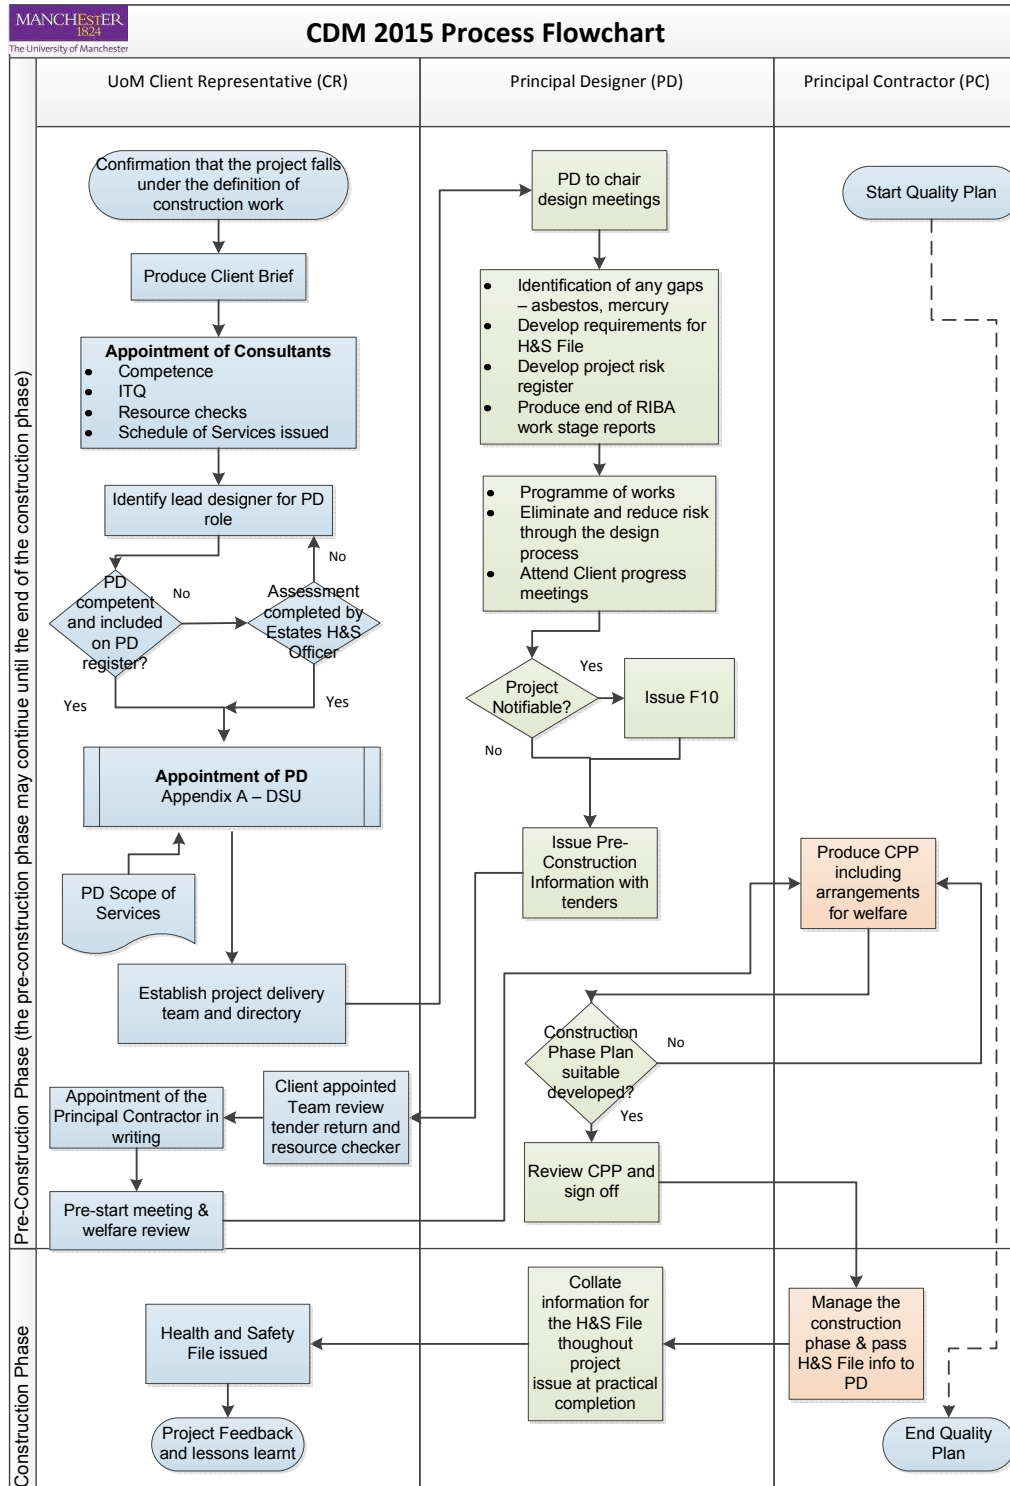 MANCHESTER
1824
The University of Manchester
CDM 2015 Process Flowchart
UoM Client Representative (CR)
Principal Designer (PD)
Principal Contractor (PC)
Pre-Construction Phase (the pre-construction phase may continue until the end of the construction phase)
Confirmation that the project falls
under the definition of
construction work
Produce Client Brief
Appointment of Consultants
• Competence
• ITQ
• Resource checks
• Schedule of Services issued
Identify lead designer for PD
role
PD
competent
and included
on PD
register?
No
Assessment
completed by
Estates H&S
Officer
No
Yes
Yes
Appointment of PD
Appendix A – DSU
PD Scope of
Services
Establish project delivery
team and directory
Client appointed
Team review
tender return and
resource checker
Appointment of the
Principal Contractor in
writing
Pre-start meeting &
welfare review
PD to chair
design meetings
• Identification of any gaps
– asbestos, mercury
• Develop requirements for
H&S File
• Develop project risk
register
• Produce end of RIBA
work stage reports
• Programme of works
• Eliminate and reduce risk
through the design
process
• Attend Client progress
meetings
Project
Notifiable?
Yes
Issue F10
No
Issue Pre-
Construction
Information with
tenders
Construction
Phase Plan
suitable
developed?
No
Yes
Review CPP and
sign off
Start Quality Plan
Produce CPP
including
arrangements
for welfare
Construction Phase
Health and Safety
File issued
Project Feedback
and lessons learnt
Collate
information for
the H&S File
thoughout
project
issue at practical
completion
Manage the
construction
phase & pass
H&S File info to
PD
End Quality
Plan